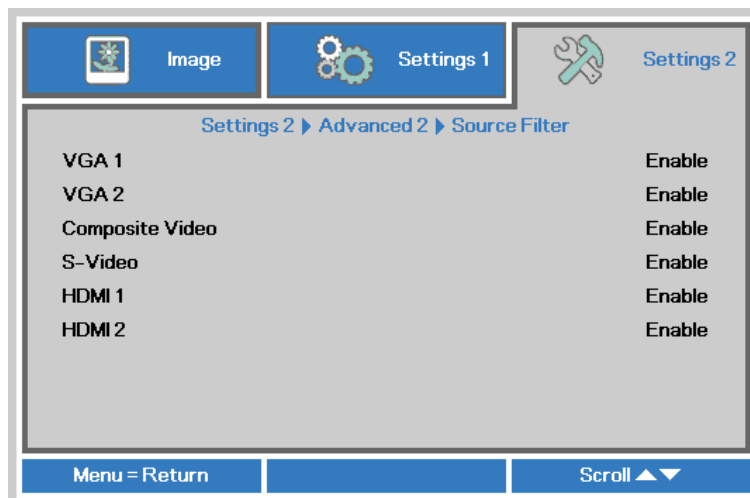 Image
Settings 1
Settings 2
Settings 2 ▶ Advanced 2 ▶ Source Filter
VGA 1 Enable
VGA 2 Enable
Composite Video Enable
S-Video Enable
HDMI 1 Enable
HDMI 2 Enable
Menu = Return
Scroll ▲▼